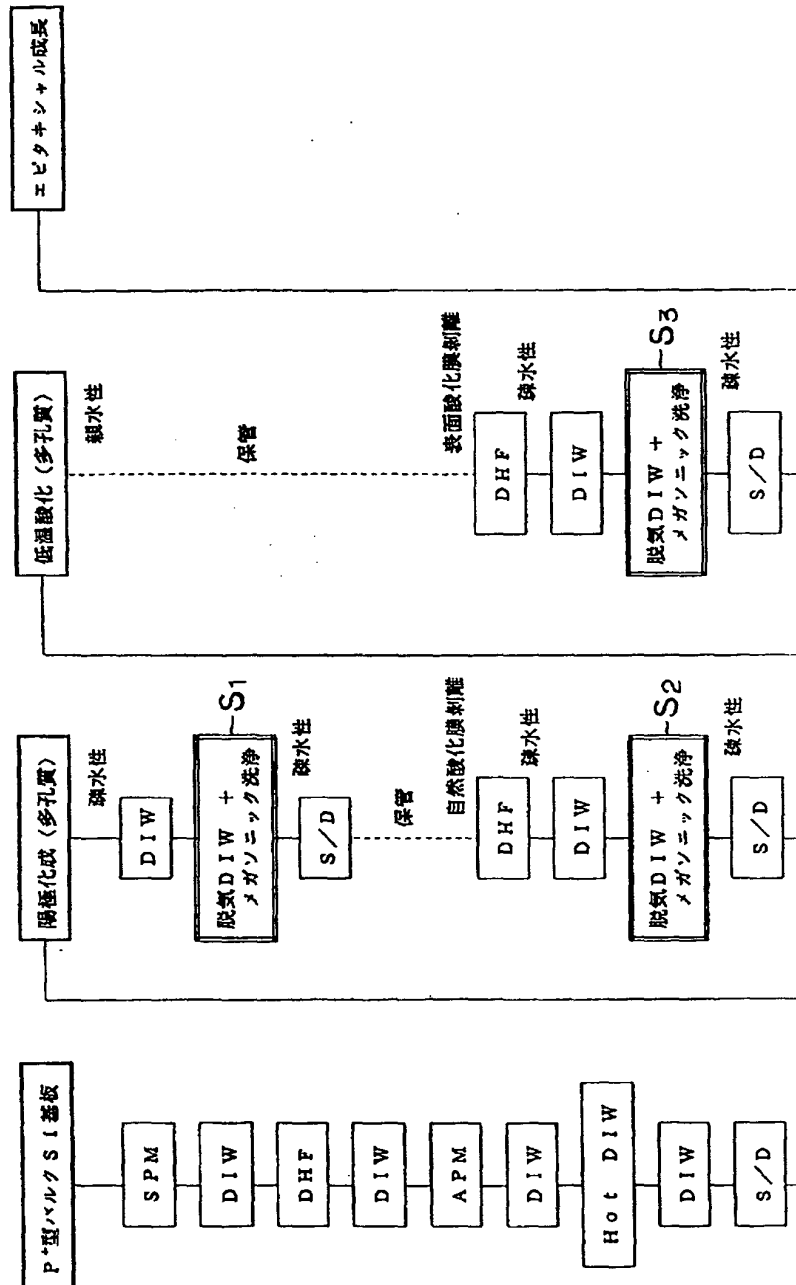 P⁺型バルクSI基板
SPM
DIW
DHF
DIW
APM
DIW
Hot DIW
DIW
S/D
陽極化成(多孔質)
疎水性
DIW
脱気DIW +
メガソニック洗浄
S1
疎水性
S/D
保管
自然酸化膜剥離
DHF
疎水性
DIW
脱気DIW +
メガソニック洗浄
S2
疎水性
S/D
低温酸化(多孔質)
親水性
保管
表面酸化膜剥離
DHF
疎水性
DIW
脱気DIW +
メガソニック洗浄
S3
疎水性
S/D
エピタキシャル成長